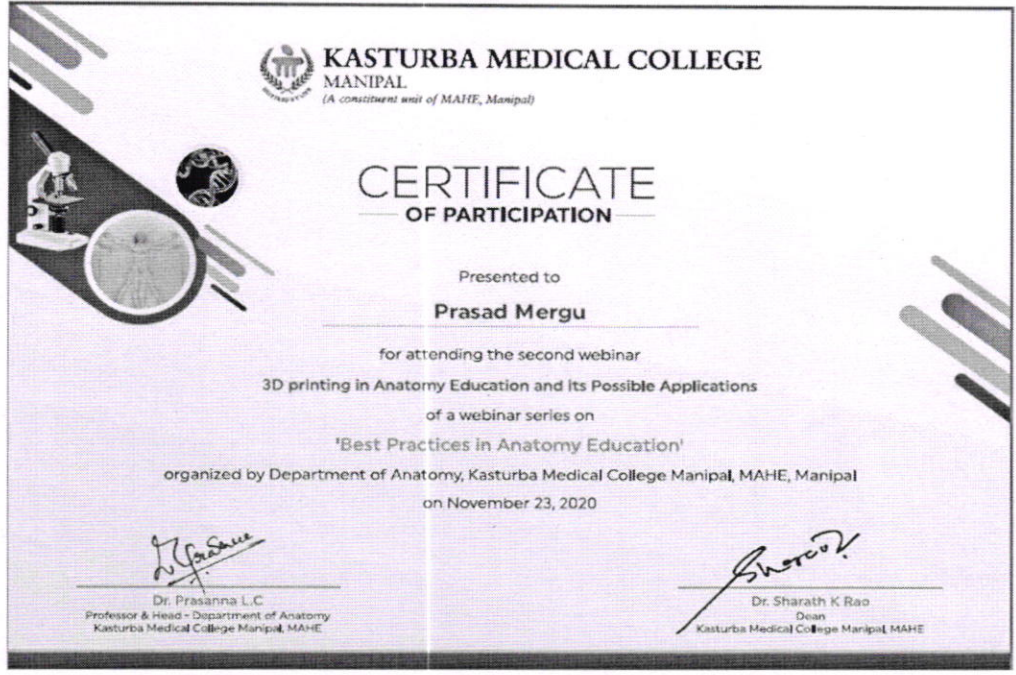 KASTURBA MEDICAL COLLEGE
MANIPAL
(A constituent unit of MAHE, Manipal)
CERTIFICATE
OF PARTICIPATION
Presented to
Prasad Mergu
for attending the second webinar
3D printing in Anatomy Education and its Possible Applications
of a webinar series on
'Best Practices in Anatomy Education'
organized by Department of Anatomy, Kasturba Medical College Manipal, MAHE, Manipal
on November 23, 2020
Dr. Prasanna L.C
Professor & Head - Department of Anatomy
Kasturba Medical College Manipal, MAHE
Dr. Sharath K Rao
Dean
Kasturba Medical College Manipal, MAHE